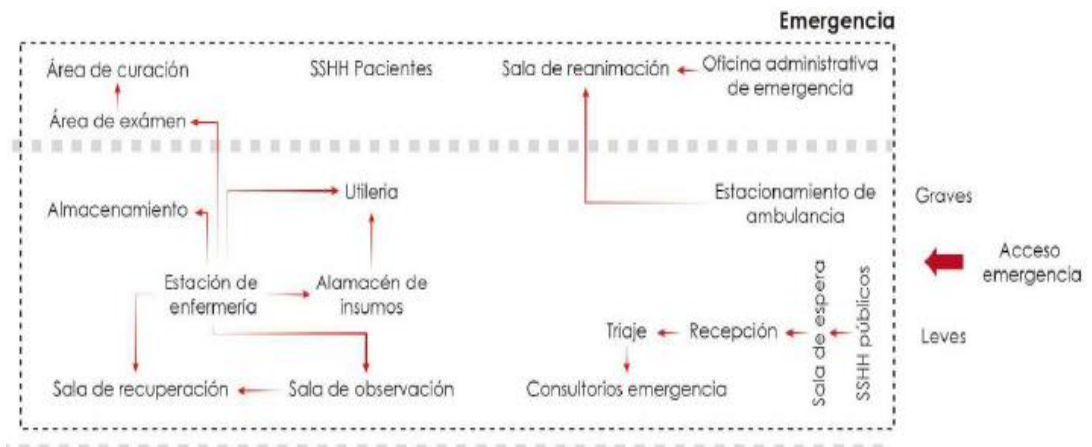 Emergencia
Área de curación
SSHH Pacientes
Sala de reanimación
Oficina administrativa
de emergencia
Área de exámen
Utileria
Almacenamiento
Estacionamiento de
ambulancia
Graves
Acceso
emergencia
Estación de
enfermería
Alamacén de
insumos
Triaje
Recepción
Sala de espera
SSHH públicos
Leves
Sala de recuperación
Sala de observación
Consultorios emergencia